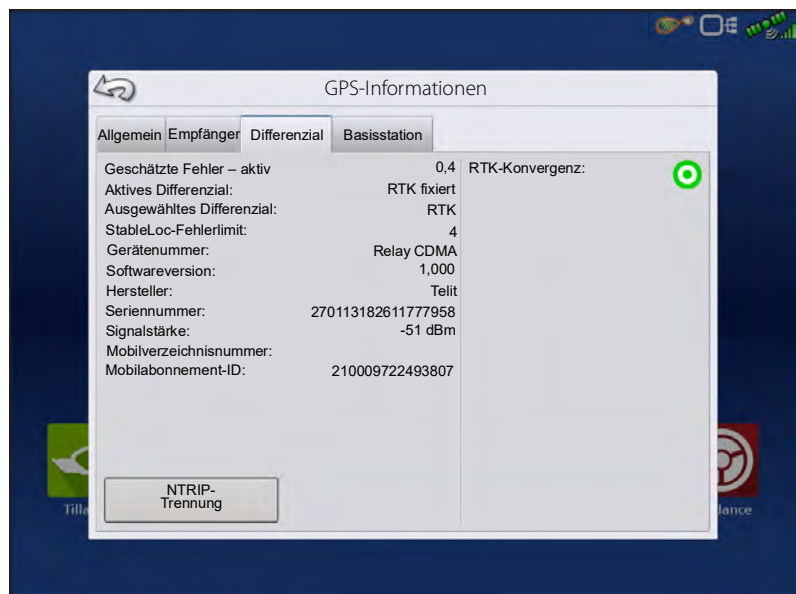 GPS-Informationen
Allgemein Empfänger Differenzial Basisstation
Geschätzte Fehler – aktiv 0,4 RTK-Konvergenz:
Aktives Differenzial: RTK fixiert
Ausgewähltes Differenzial: RTK
StableLoc-Fehlerlimit: 4
Gerätenummer: Relay CDMA
Softwareversion: 1,000
Hersteller: Telit
Seriennummer: 270113182611777958
Signalstärke: -51 dBm
Mobilverzeichnisnummer:
Mobilabonnement-ID: 210009722493807
NTRIP-
Trennung